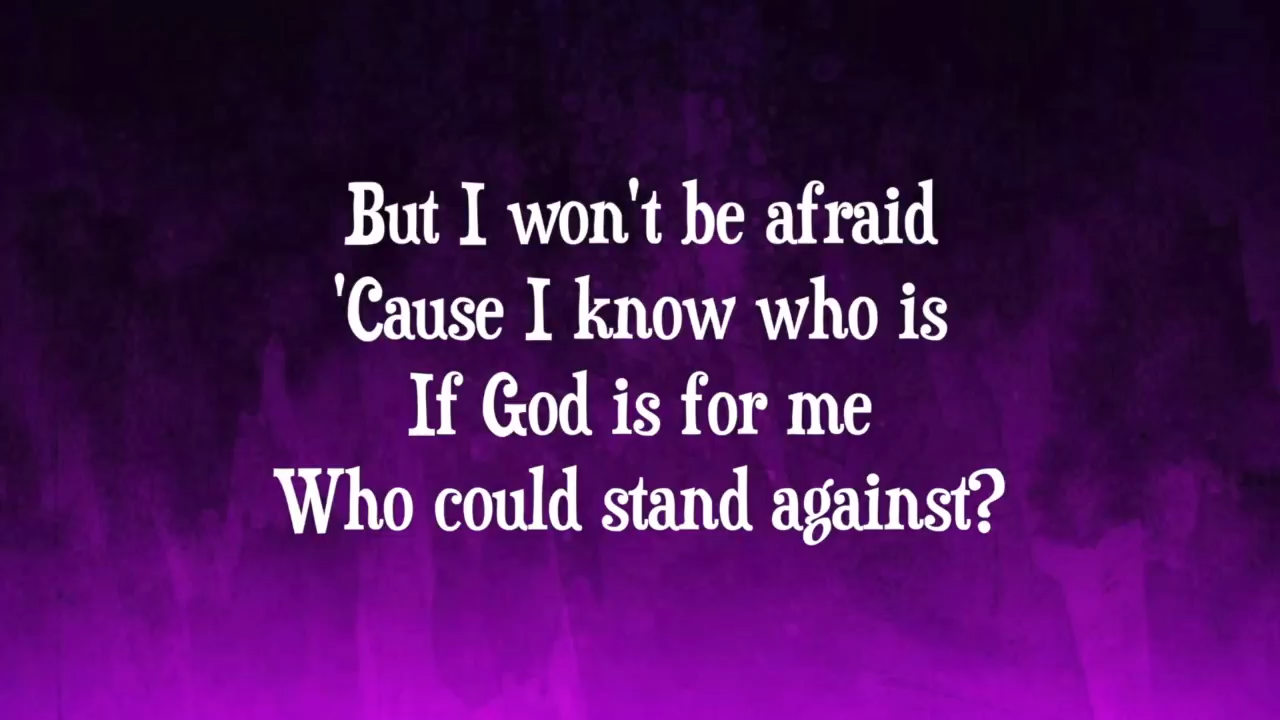 But I won't be afraid
'Cause I know who is
If God is for me
Who could stand against?